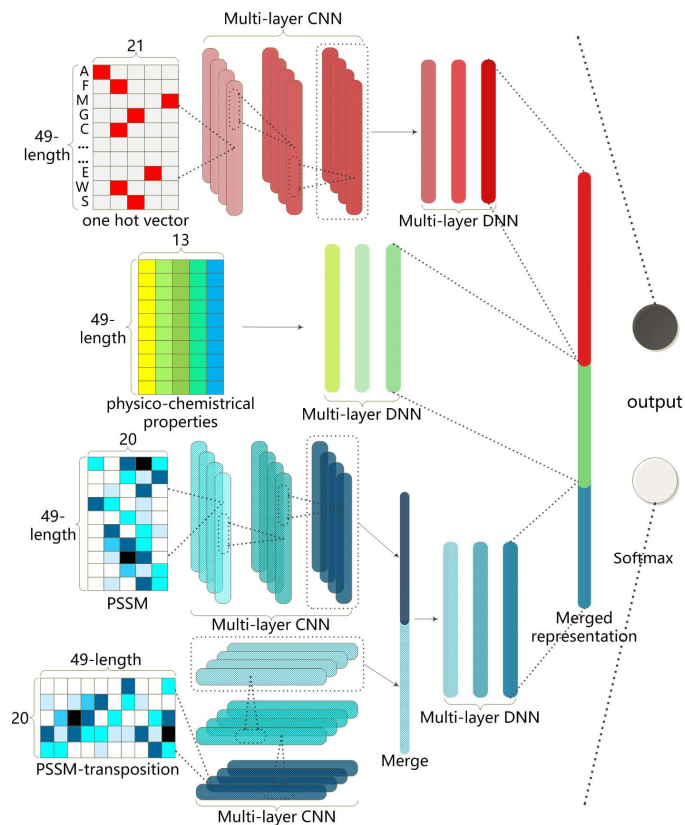 Multi-layer CNN
21
A
F
M
G
C
...
...
E
W
S
49-
length
one hot vector
Multi-layer DNN
13
49-
length
physico-chemistrical
properties
Multi-layer DNN
output
20
49-
length
PSSM
Multi-layer CNN
Softmax
Merged
representation
49-length
20
PSSM-transposition
Multi-layer DNN
Merge
Multi-layer CNN